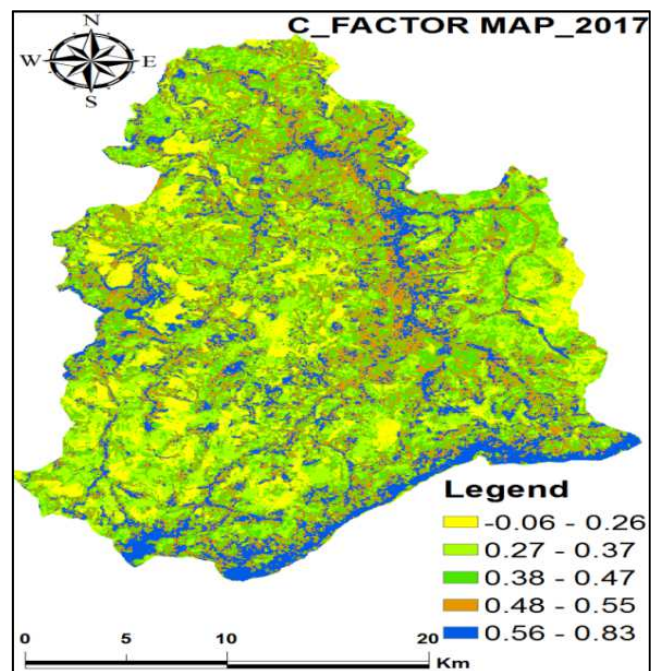 C_FACTOR MAP_2017
N
W E
S
Legend
-0.06 - 0.26
0.27 - 0.37
0.38 - 0.47
0.48 - 0.55
0.56 - 0.83
0 5 10 20
Km